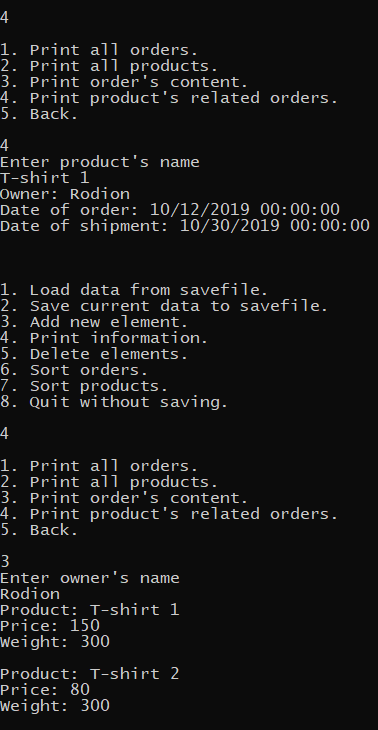 4
1. Print all orders.
2. Print all products.
3. Print order's content.
4. Print product's related orders.
5. Back.
4
Enter product's name
T-shirt 1
Owner: Rodion
Date of order: 10/12/2019 00:00:00
Date of shipment: 10/30/2019 00:00:00
1. Load data from savefile.
2. Save current data to savefile.
3. Add new element.
4. Print information.
5. Delete elements.
6. Sort orders.
7. Sort products.
8. Quit without saving.
4
1. Print all orders.
2. Print all products.
3. Print order's content.
4. Print product's related orders.
5. Back.
3
Enter owner's name
Rodion
Product: T-shirt 1
Price: 150
Weight: 300
Product: T-shirt 2
Price: 80
Weight: 300